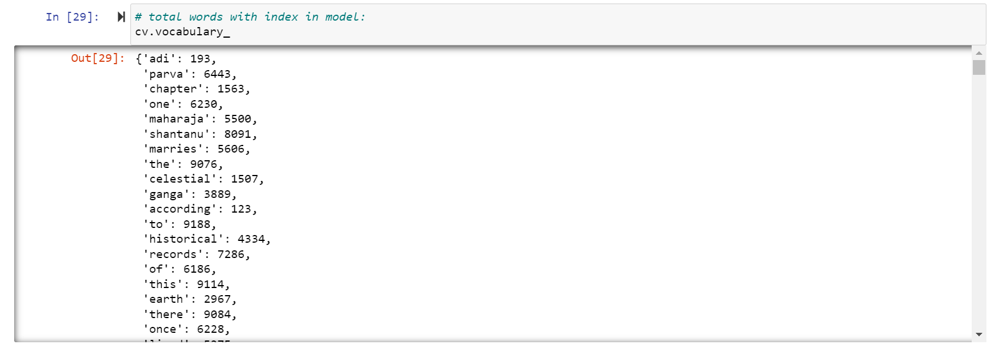 In [29]: # total words with index in model:
cv.vocabulary_
Out[29]: {'adi': 193,
'parva': 6443,
'chapter': 1563,
'one': 6230,
'maharaja': 5500,
'shantanu': 8091,
'marries': 5606,
'the': 9076,
'celestial': 1507,
'ganga': 3889,
'according': 123,
'to': 9188,
'historical': 4334,
'records': 7286,
'of': 6186,
'this': 9114,
'earth': 2967,
'there': 9084,
'once': 6228,